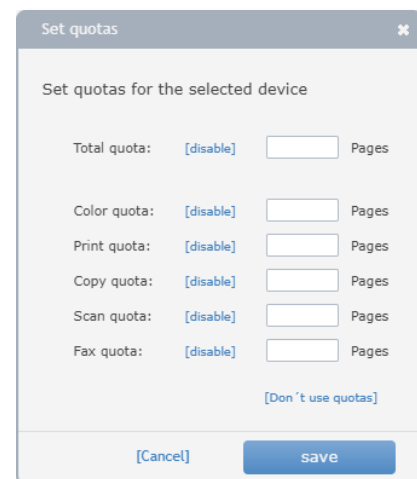 Set quotas
Set quotas for the selected device
Total quota: [disable] Pages
Color quota: [disable] Pages
Print quota: [disable] Pages
Copy quota: [disable] Pages
Scan quota: [disable] Pages
Fax quota: [disable] Pages
[Don´t use quotas]
[Cancel] save